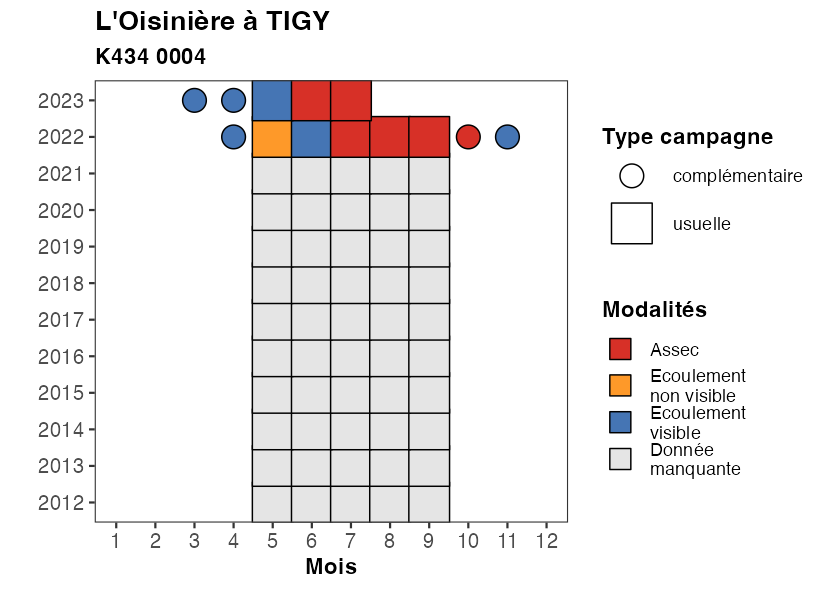 L'Oisinière à TIGY
K434 0004
2023
2022
2021
2020
2019
2018
2017
2016
2015
2014
2013
2012
1 2 3 4 5 6 7 8 9 10 11 12
Mois
Type campagne
complémentaire
usuelle
Modalités
Assec
Ecoulement
non visible
Ecoulement
visible
Donnée
manquante